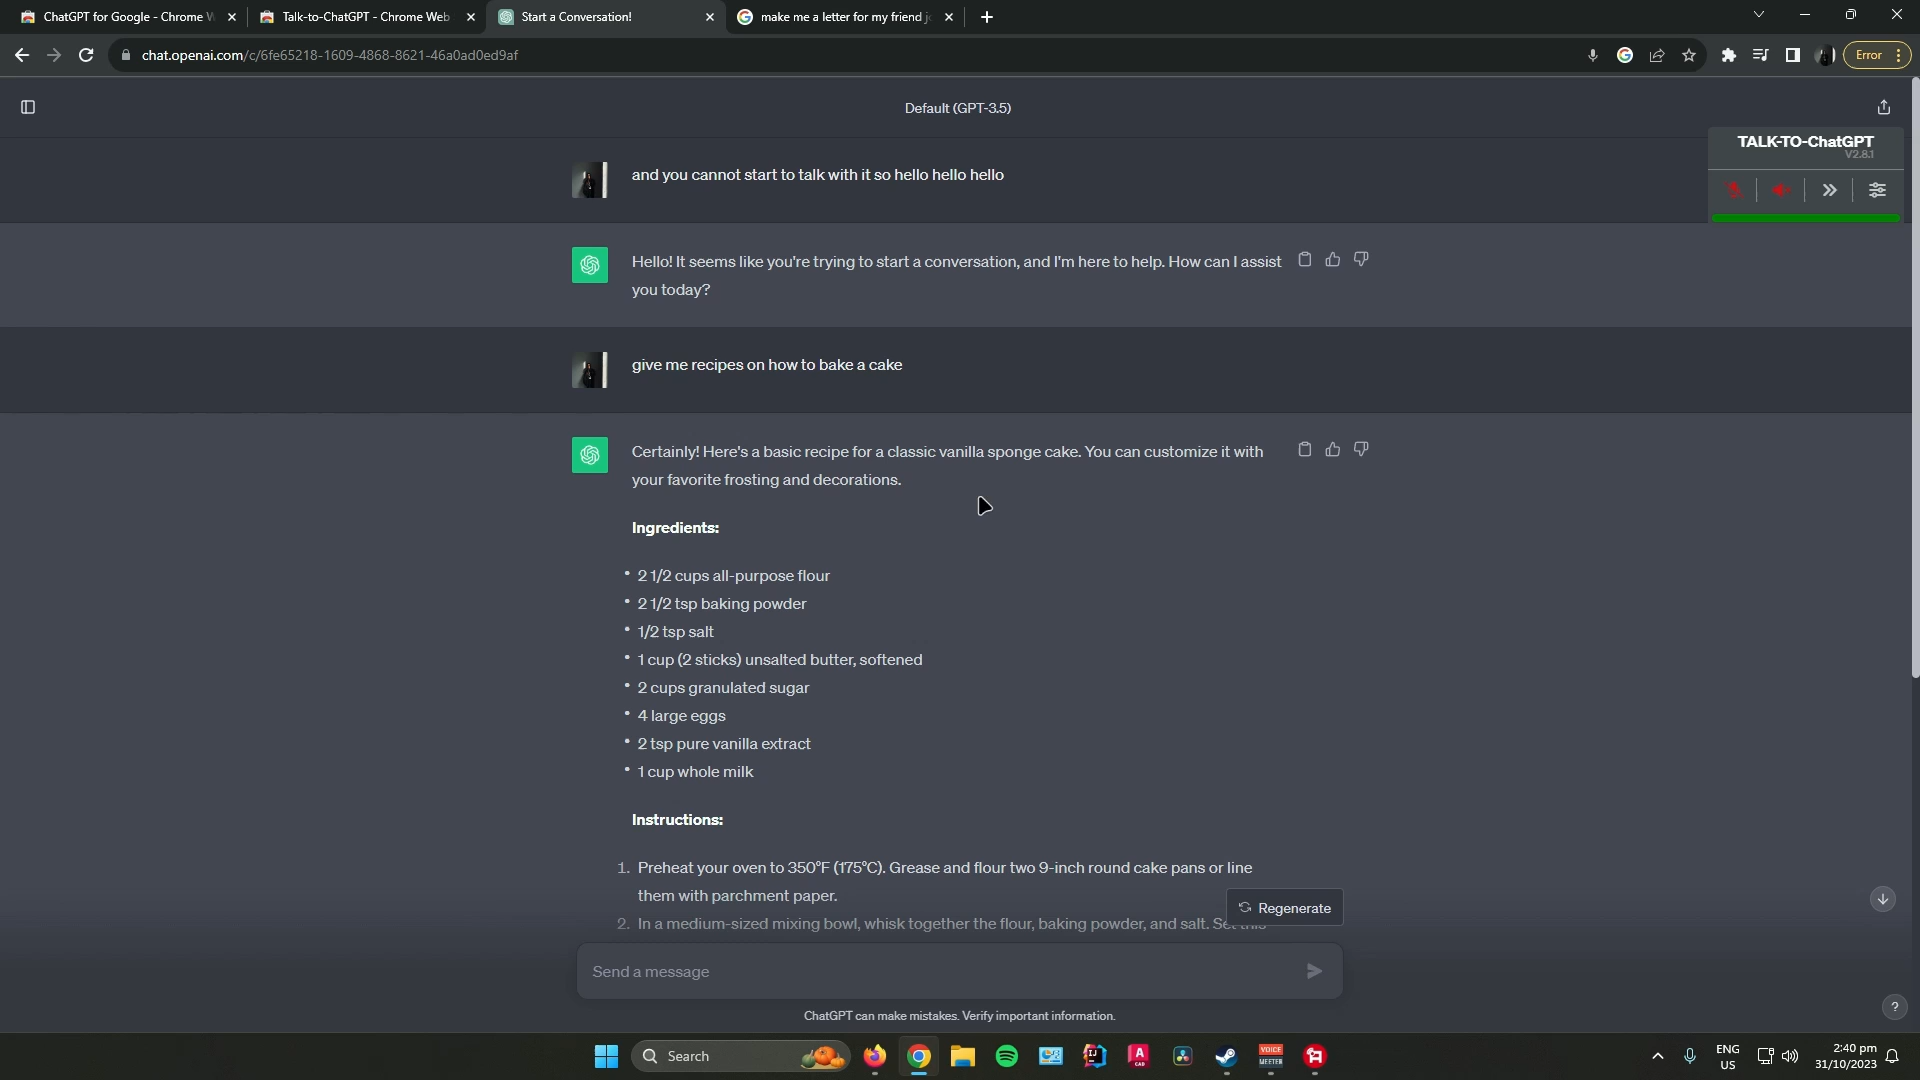 ChatGPT for Google - Chrome W
Talk-to-ChatGPT - Chrome Web
Start a Conversation!
make me a letter for my friend j
chat.openai.com/c/6fe65218-1609-4868-8621-46a0ad0ed9af
Error
Default (GPT-3.5)
TALK-TO-ChatGPT
V2.8.1
and you cannot start to talk with it so hello hello hello
Hello! It seems like you're trying to start a conversation, and I'm here to help. How can I assist
you today?
give me recipes on how to bake a cake
Certainly! Here's a basic recipe for a classic vanilla sponge cake. You can customize it with
your favorite frosting and decorations.
Ingredients:
• 2 1/2 cups all-purpose flour
• 2 1/2 tsp baking powder
• 1/2 tsp salt
• 1 cup (2 sticks) unsalted butter, softened
• 2 cups granulated sugar
• 4 large eggs
• 2 tsp pure vanilla extract
• 1 cup whole milk
Instructions:
1. Preheat your oven to 350°F (175°C). Grease and flour two 9-inch round cake pans or line
them with parchment paper.
2. In a medium-sized mixing bowl, whisk together the flour, baking powder, and salt. Set this
Regenerate
Send a message
ChatGPT can make mistakes. Verify important information.
?
Search
VOICE
MEETER
ENG
US
2:40 pm
31/10/2023